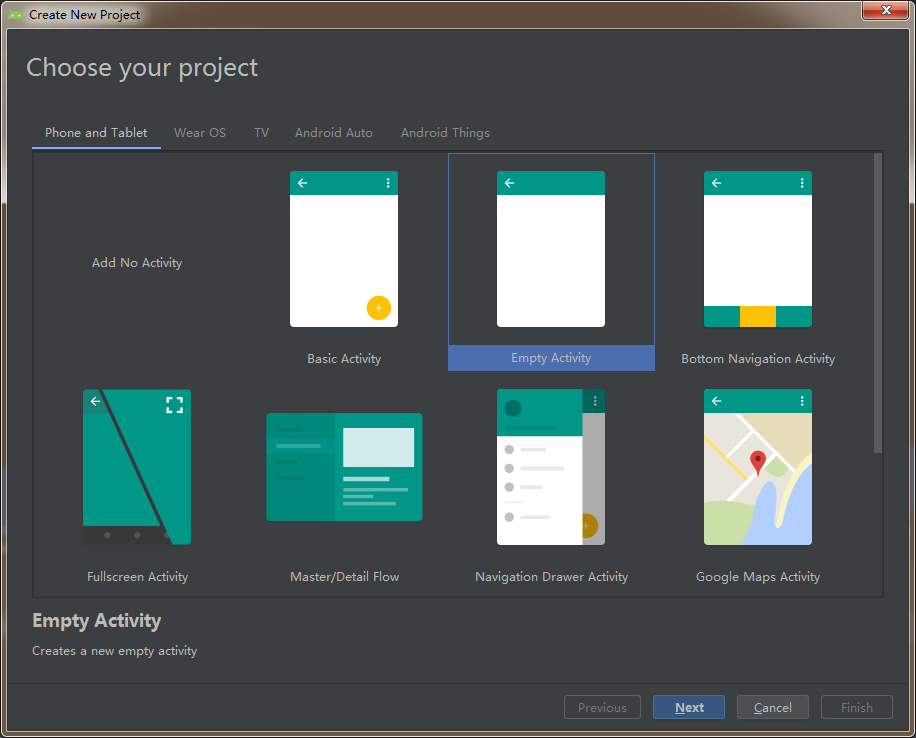 Create New Project
Choose your project
Phone and Tablet
Wear OS
TV
Android Auto
Android Things
Add No Activity
Basic Activity
Empty Activity
Bottom Navigation Activity
Fullscreen Activity
Master/Detail Flow
Navigation Drawer Activity
Google Maps Activity
Empty Activity
Creates a new empty activity
Previous
Next
Cancel
Finish